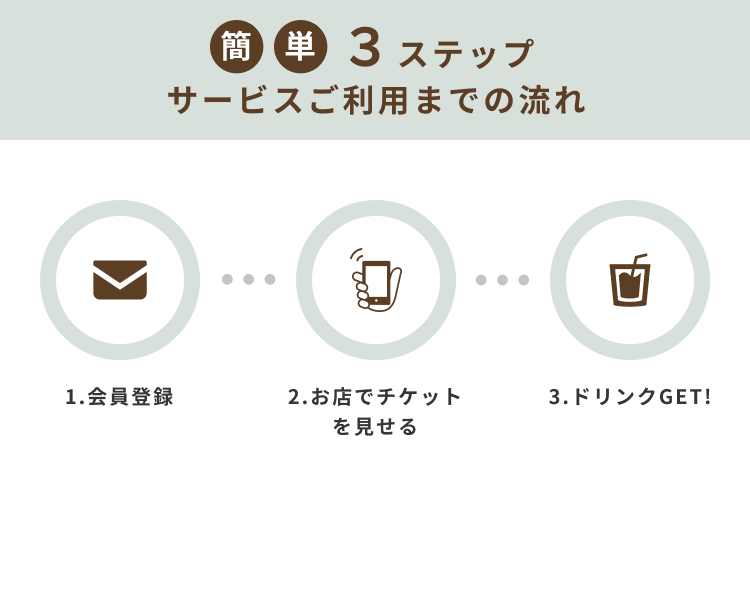 簡単 3 ステップ
サービスご利用までの流れ
1.会員登録
2.お店でチケット
を見せる
3.ドリンクGET!